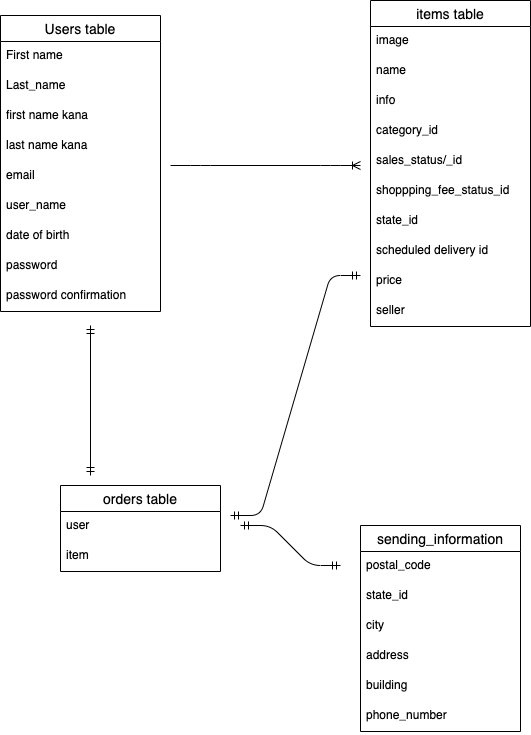 Users table
First name
Last_name
first name kana
last name kana
email
user_name
date of birth
password
password confirmation
items table
image
name
info
category_id
sales_status/_id
shoppping_fee_status_id
state_id
scheduled delivery id
price
seller
orders table
user
item
sending_information
postal_code
state_id
city
address
building
phone_number